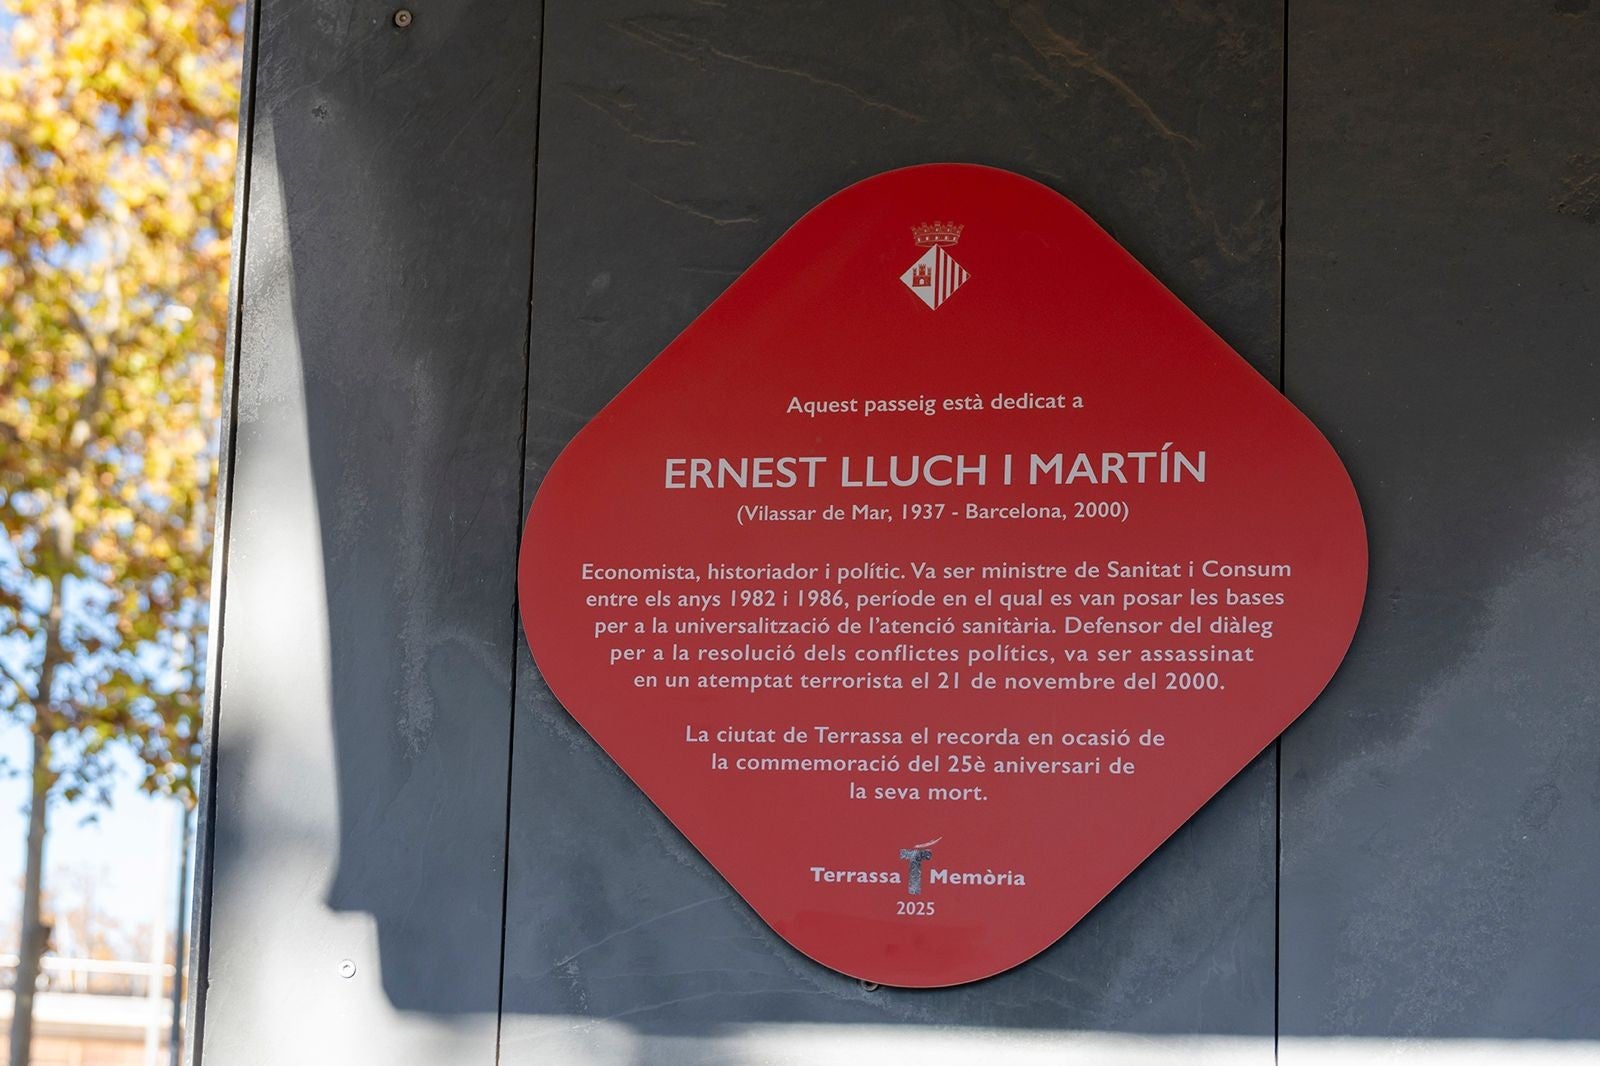 Aquest passeig està dedicat a
ERNEST LLUCH I MARTÍN
(Vilassar de Mar, 1937 - Barcelona, 2000)
Economista, historiador i polític. Va ser ministre de Sanitat i Consum
entre els anys 1982 i 1986, període en el qual es van posar les bases
per a la universalització de l'atenció sanitària. Defensor del diàleg
per a la resolució dels conflictes polítics, va ser assassinat
en un atemptat terrorista el 21 de novembre del 2000.
La ciutat de Terrassa el recorda en ocasió de
la commemoració del 25è aniversari de
la seva mort.
Terrassa T Memòria
2025